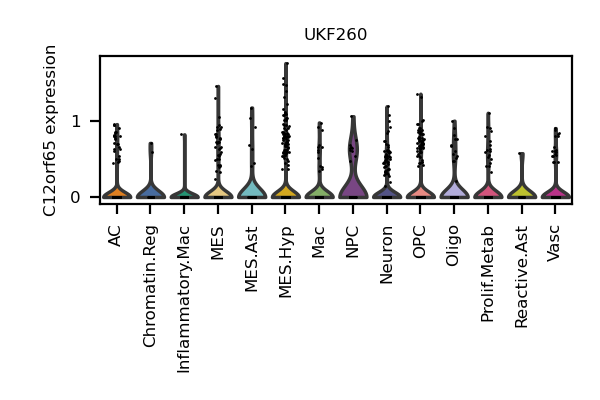 UKF260
C12orf65 expression
1
0
AC
Chromatin.Reg
Inflammatory.Mac
MES
MES.Ast
MES.Hyp
Mac
NPC
Neuron
OPC
Oligo
Prolif.Metab
Reactive.Ast
Vasc